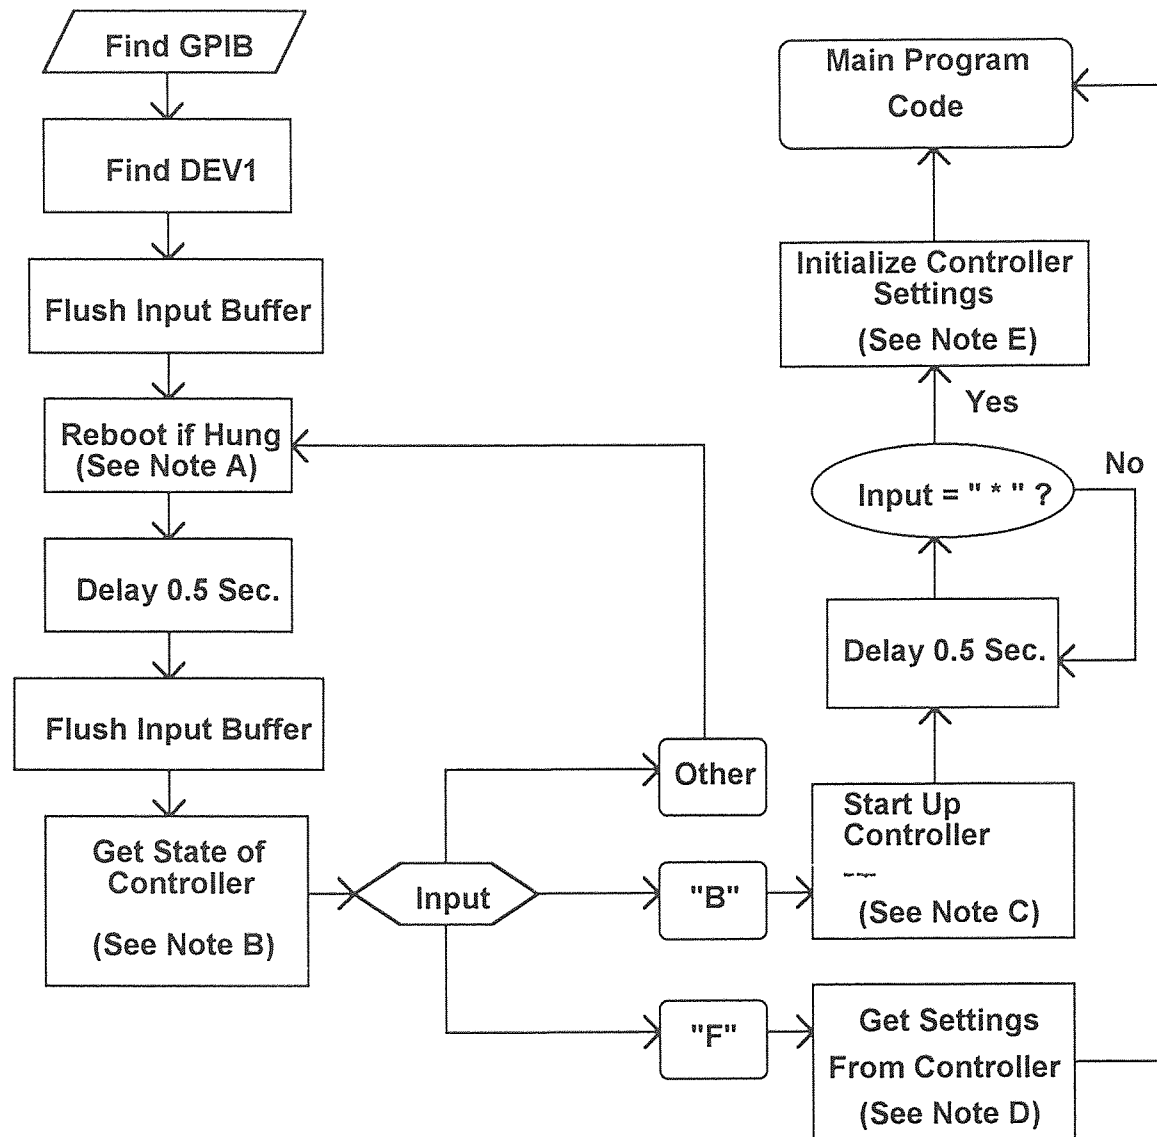 Find GPIB
Find DEV1
Flush Input Buffer
Reboot if Hung
(See Note A)
Delay 0.5 Sec.
Flush Input Buffer
Get State of
Controller
(See Note B)
Input
Other
"B"
"F"
Start Up
Controller
Main Program
(See Note C)
Get Settings
From Controller
(See Note D)
Delay 0.5 Sec.
Input = " * " ?
No
Yes
Initialize Controller
Settings
(See Note E)
Main Program
Code